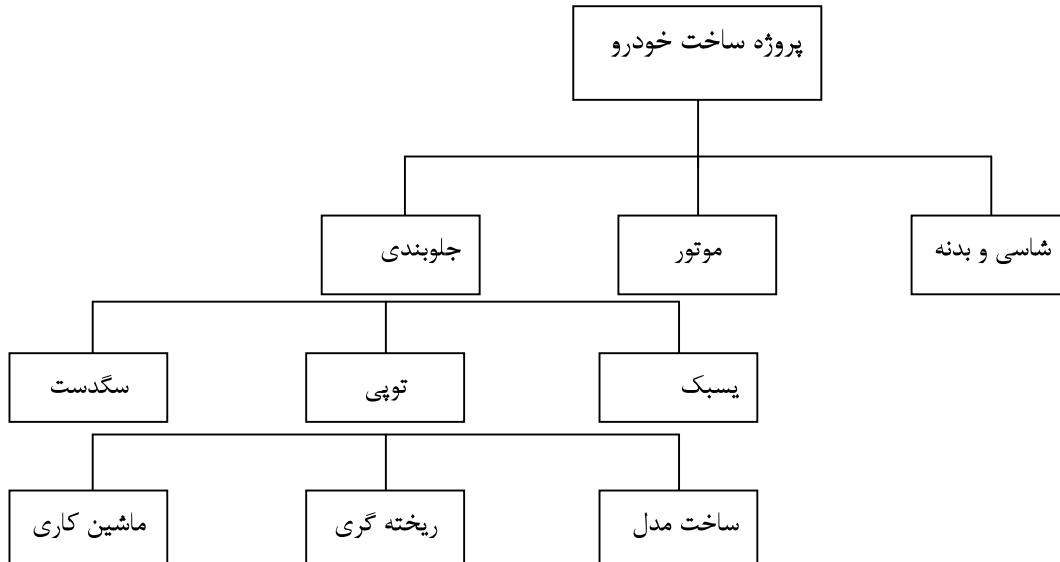 پروژه ساخت خودرو
شاسی و بدنه
موتور
جلوبندی
یسبک
توپی
سگدست
ساخت مدل
ریخته گری
ماشین کاری